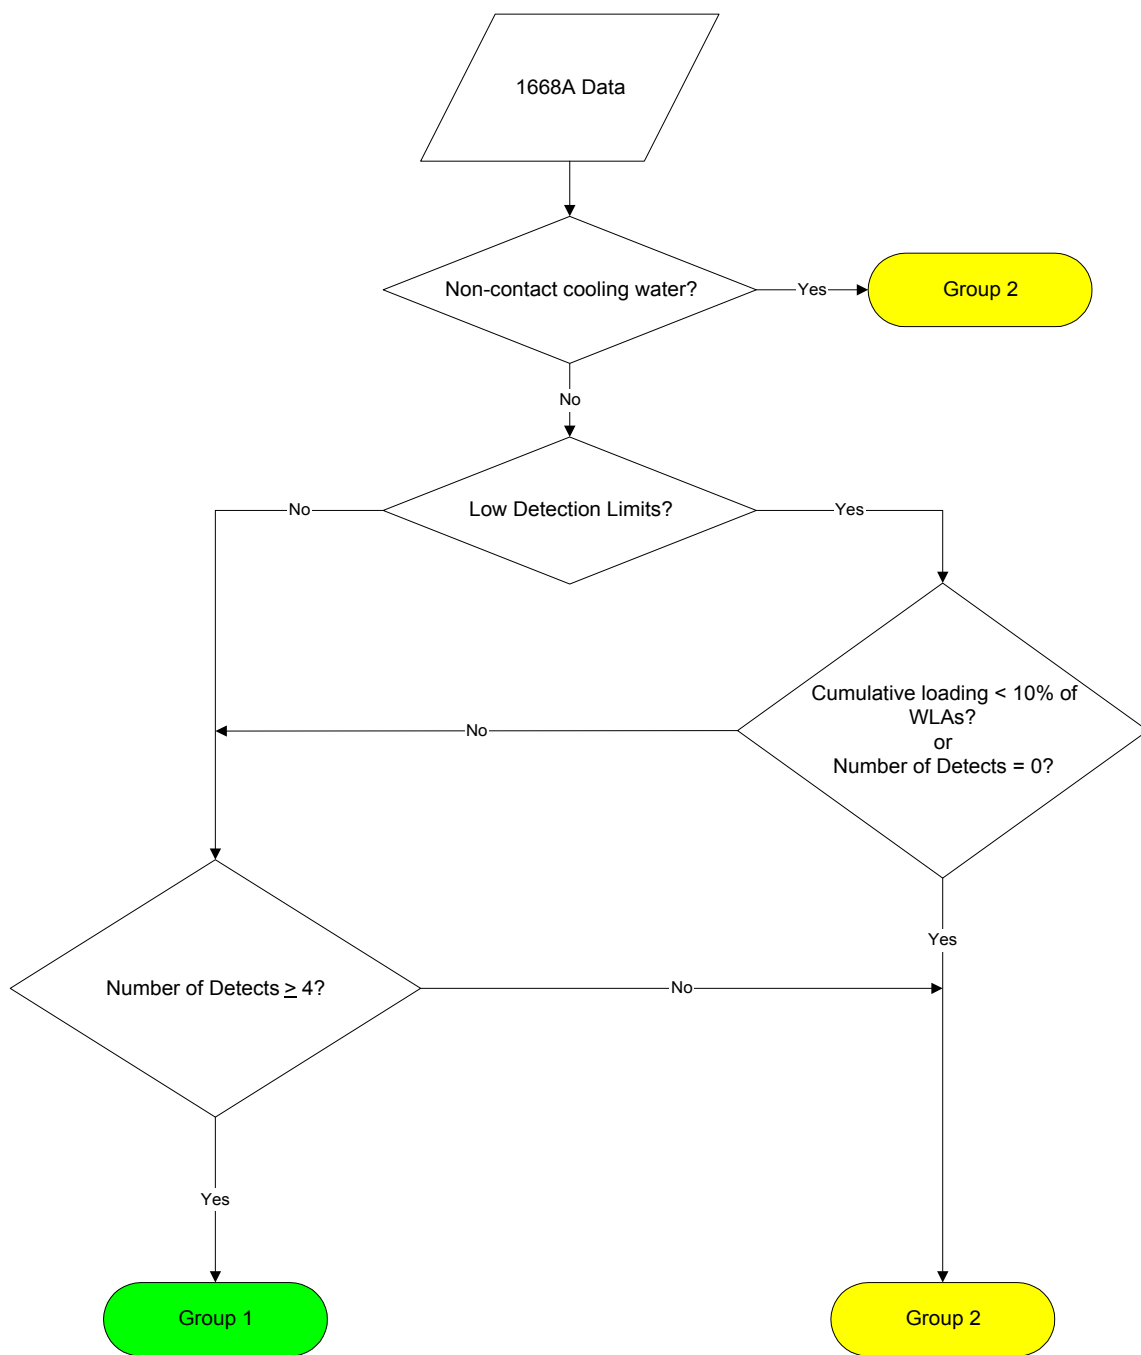 1668A Data
Non-contact cooling water?
Yes
Group 2
No
Low Detection Limits?
No
Yes
Cumulative loading < 10% of
WLAs?
or
Number of Detects = 0?
No
Yes
Number of Detects ≥ 4?
No
Yes
Group 1
Group 2